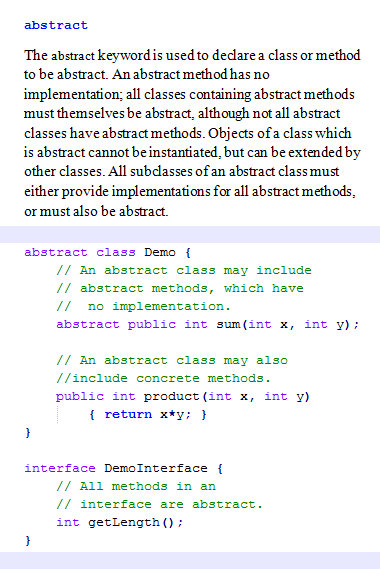 abstract
The abstract keyword is used to declare a class or method
to be abstract. An abstract method has no
implementation; all classes containing abstract methods
must themselves be abstract, although not all abstract
classes have abstract methods. Objects of a class which
is abstract cannot be instantiated, but can be extended by
other classes. All subclasses of an abstract class must
either provide implementations for all abstract methods,
or must also be abstract.
abstract class Demo {
    // An abstract class may include
    // abstract methods, which have
    //  no implementation.
    abstract public int sum(int x, int y);

    // An abstract class may also
    //include concrete methods.
    public int product(int x, int y)
        { return x*y; }
}

interface DemoInterface {
    // All methods in an
    // interface are abstract.
    int getLength();
}